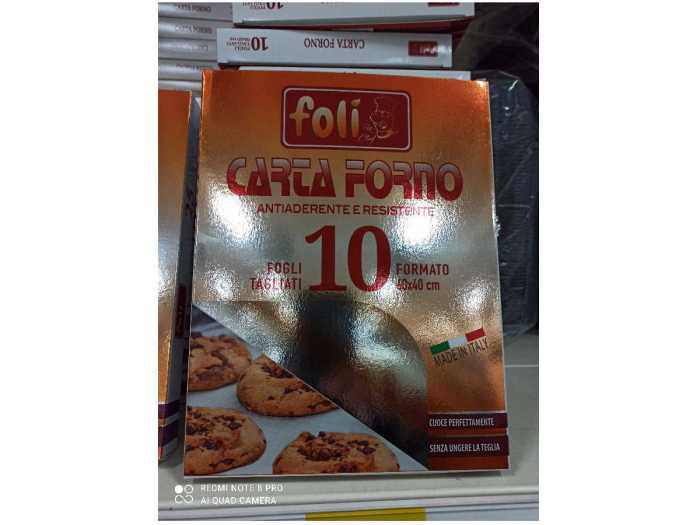 CARTA FORNO
10
CARTA FORNO
foli
CARTA FORNO
ANTIADERENTE E RESISTENTE
FOGLI
TAGLIATI
10
FORMATO
40x40 cm
MADE IN ITALY
CUOCE PERFETTAMENTE
SENZA UNGERE LA TEGLIA
REDMI NOTE 8 PRO
AI QUAD CAMERA